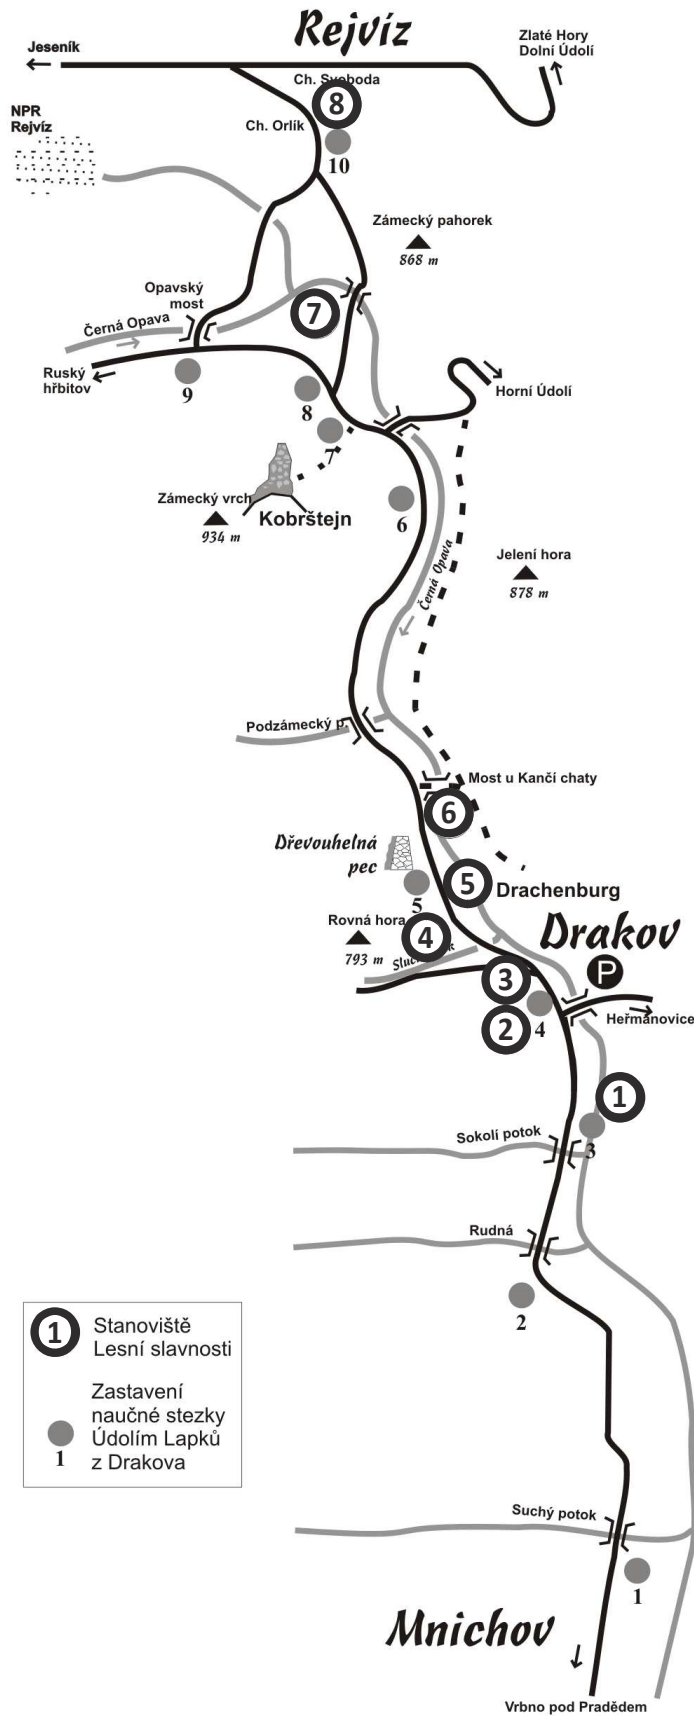 Rejvíz
Jeseník
Zlaté Hory
Dolní Údolí
Ch. Svoboda
8
NPR
Rejvíz
Ch. Orlík
10
Zámecký pahorek
868 m
Opavský
most
7
Černá Opava
Ruský
hřbitov
9
8
Horní Údolí
7
Zámecký vrch
934 m
Kobrštejn
6
Jelení hora
878 m
Černá Opava
Podzámecký p.
Most u Kančí chaty
6
Dřevouhelná
pec
5
5
Drachenburg
Rovná hora
793 m
4
Drakov
P
3
2
4
Heřmanovice
1
Sokolí potok
3
Rudná
2
1
Stanoviště
Lesní slavnosti
Zastavení
naučné stezky
Údolím Lapků
z Drakova
1
Suchý potok
1
Mnichov
Vrbno pod Pradědem